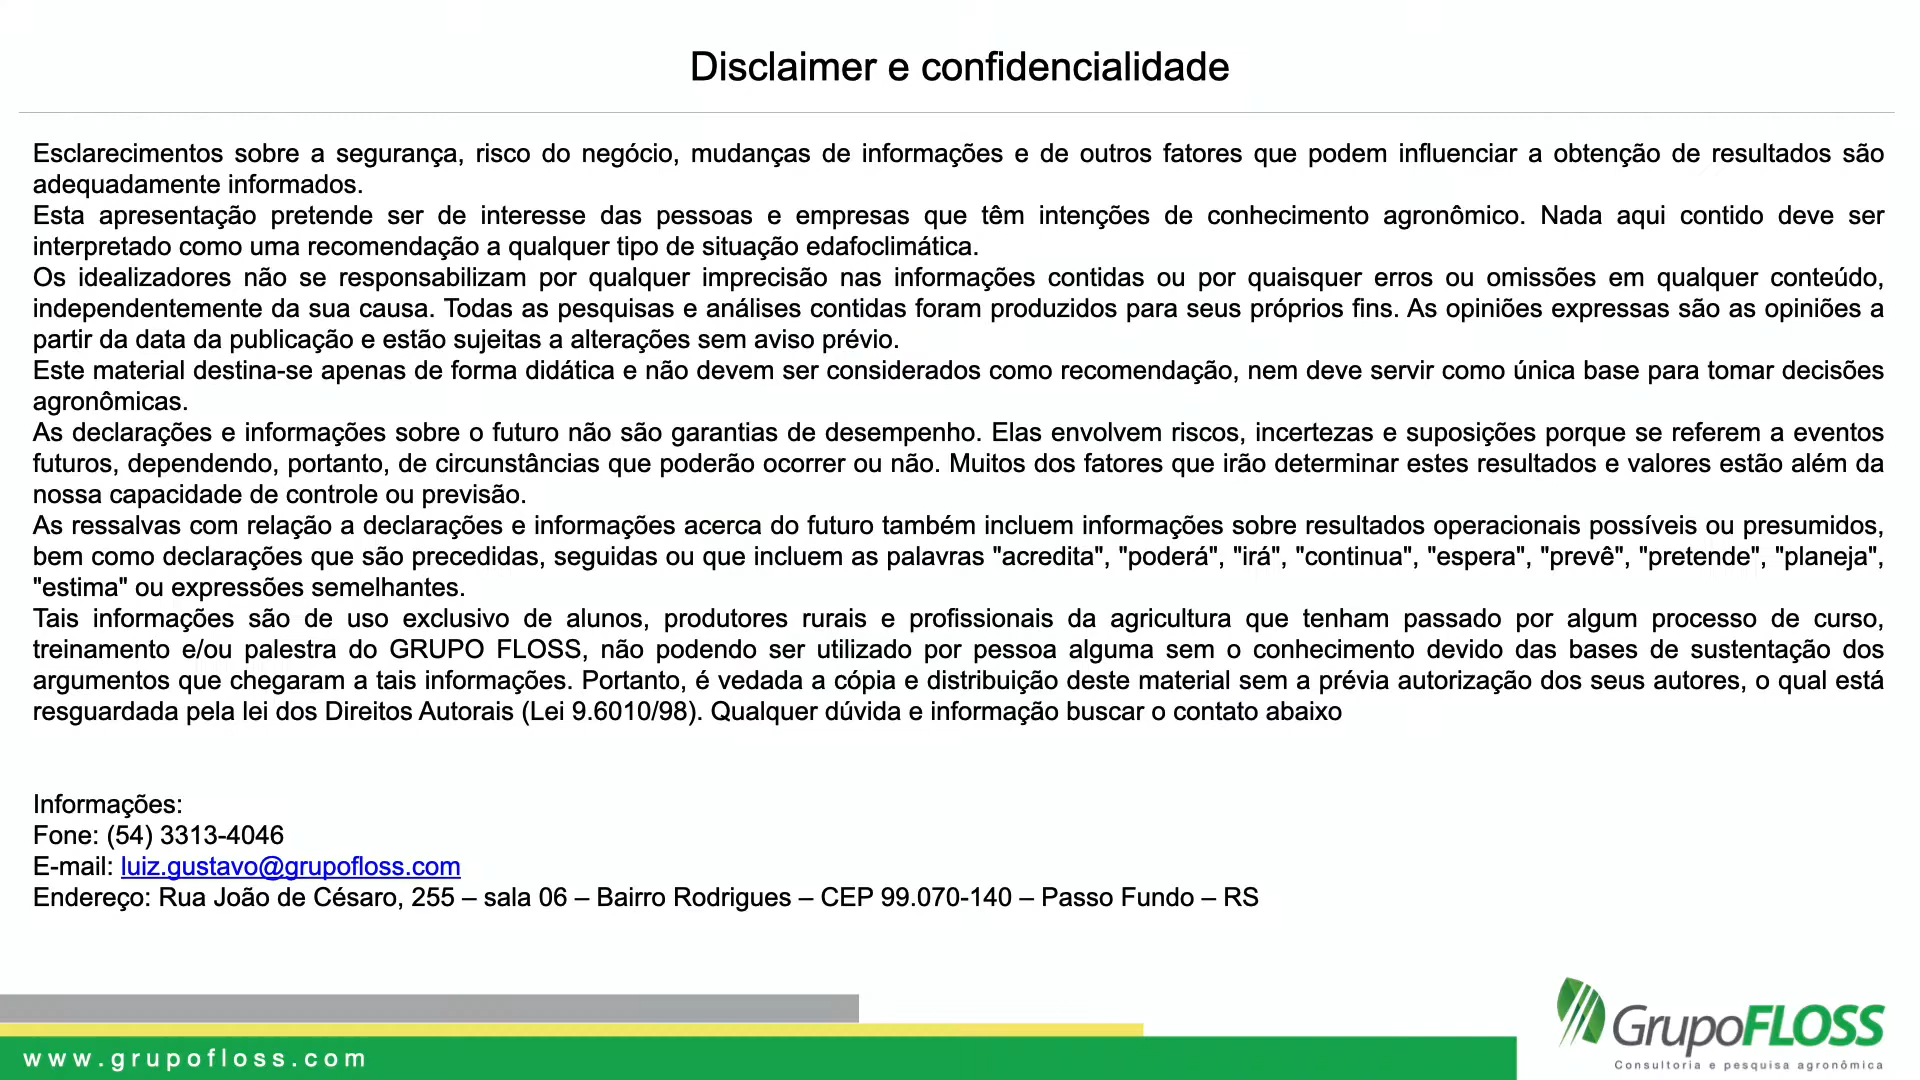 Disclaimer e confidencialidade
Esclarecimentos sobre a segurança, risco do negócio, mudanças de informações e de outros fatores que podem influenciar a obtenção de resultados são
adequadamente informados.
Esta apresentação pretende ser de interesse das pessoas e empresas que têm intenções de conhecimento agronômico. Nada aqui contido deve ser
interpretado como uma recomendação a qualquer tipo de situação edafoclimática.
Os idealizadores não se responsabilizam por qualquer imprecisão nas informações contidas ou por quaisquer erros ou omissões em qualquer conteúdo,
independentemente da sua causa. Todas as pesquisas e análises contidas foram produzidos para seus próprios fins. As opiniões expressas são as opiniões a
partir da data da publicação e estão sujeitas a alterações sem aviso prévio.
Este material destina-se apenas de forma didática e não devem ser considerados como recomendação, nem deve servir como única base para tomar decisões
agronômicas.
As declarações e informações sobre o futuro não são garantias de desempenho. Elas envolvem riscos, incertezas e suposições porque se referem a eventos
futuros, dependendo, portanto, de circunstâncias que poderão ocorrer ou não. Muitos dos fatores que irão determinar estes resultados e valores estão além da
nossa capacidade de controle ou previsão.
As ressalvas com relação a declarações e informações acerca do futuro também incluem informações sobre resultados operacionais possíveis ou presumidos,
bem como declarações que são precedidas, seguidas ou que incluem as palavras "acredita", "poderá", "irá", "continua", "espera", "prevê", "pretende", "planeja",
"estima" ou expressões semelhantes.
Tais informações são de uso exclusivo de alunos, produtores rurais e profissionais da agricultura que tenham passado por algum processo de curso,
treinamento e/ou palestra do GRUPO FLOSS, não podendo ser utilizado por pessoa alguma sem o conhecimento devido das bases de sustentação dos
argumentos que chegaram a tais informações. Portanto, é vedada a cópia e distribuição deste material sem a prévia autorização dos seus autores, o qual está
resguardada pela lei dos Direitos Autorais (Lei 9.6010/98). Qualquer dúvida e informação buscar o contato abaixo
Informações:
Fone: (54) 3313-4046
E-mail: luiz.gustavo@grupofloss.com
Endereço: Rua João de Césaro, 255 – sala 06 – Bairro Rodrigues – CEP 99.070-140 – Passo Fundo – RS
GrupoFLOSS
Consultoria e pesquisa agronômica
www.grupofloss.com